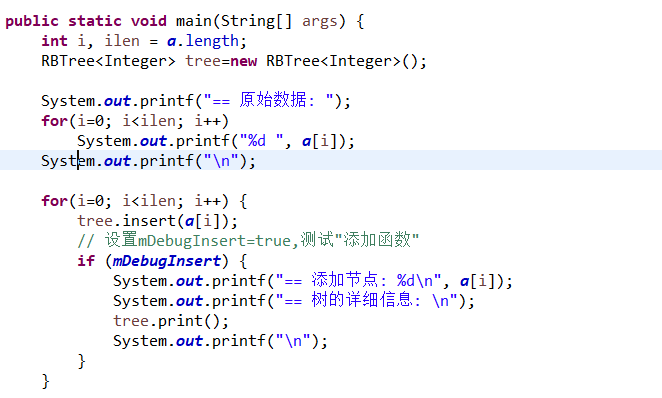 public static void main(String[] args) {
    int i, ilen = a.length;
    RBTree<Integer> tree=new RBTree<Integer>();

    System.out.printf("== 原始数据: ");
    for(i=0; i<ilen; i++)
        System.out.printf("%d ", a[i]);
    System.out.printf("\n");

    for(i=0; i<ilen; i++) {
        tree.insert(a[i]);
        // 设置mDebugInsert=true,测试"添加函数"
        if (mDebugInsert) {
            System.out.printf("== 添加节点: %d\n", a[i]);
            System.out.printf("== 树的详细信息: \n");
            tree.print();
            System.out.printf("\n");
        }
    }